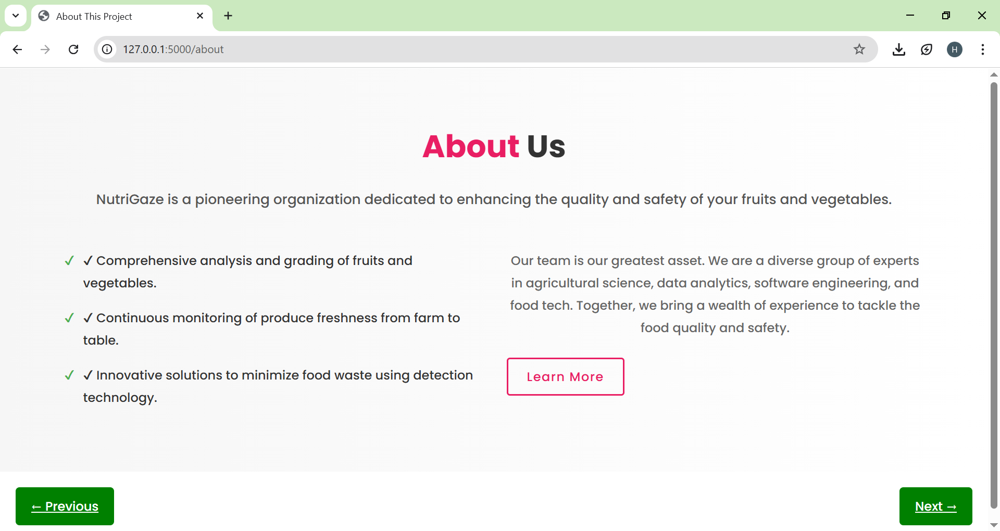 About This Project
127.0.0.1:5000/about
H
About Us
NutriGaze is a pioneering organization dedicated to enhancing the quality and safety of your fruits and vegetables.
✓ ✓ Comprehensive analysis and grading of fruits and
vegetables.
✓ ✓ Continuous monitoring of produce freshness from farm to
table.
✓ ✓ Innovative solutions to minimize food waste using detection
technology.
Our team is our greatest asset. We are a diverse group of experts
in agricultural science, data analytics, software engineering, and
food tech. Together, we bring a wealth of experience to tackle the
food quality and safety.
Learn More
← Previous
Next →